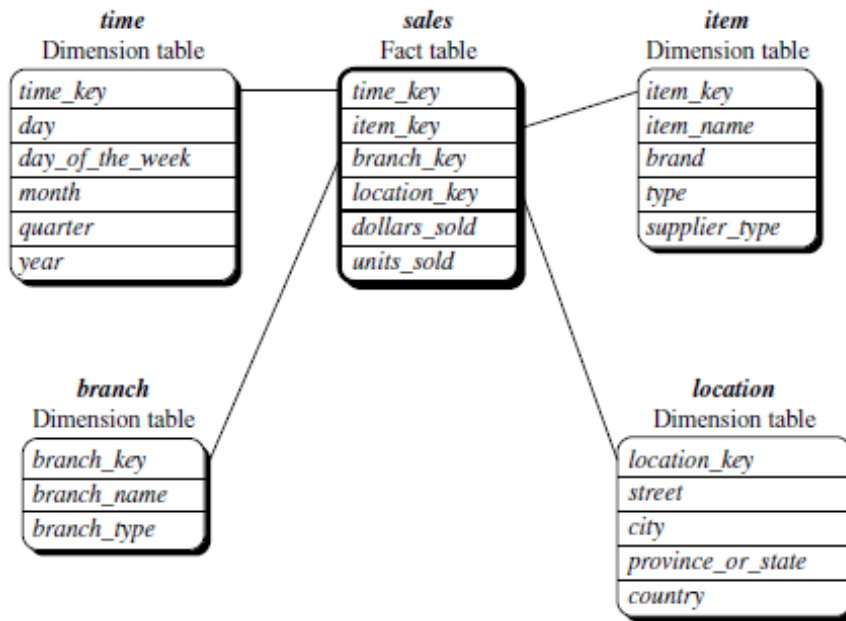 time
Dimension table
time_key
day
day_of_the_week
month
quarter
year
sales
Fact table
time_key
item_key
branch_key
location_key
dollars_sold
units_sold
item
Dimension table
item_key
item_name
brand
type
supplier_type
branch
Dimension table
branch_key
branch_name
branch_type
location
Dimension table
location_key
street
city
province_or_state
country